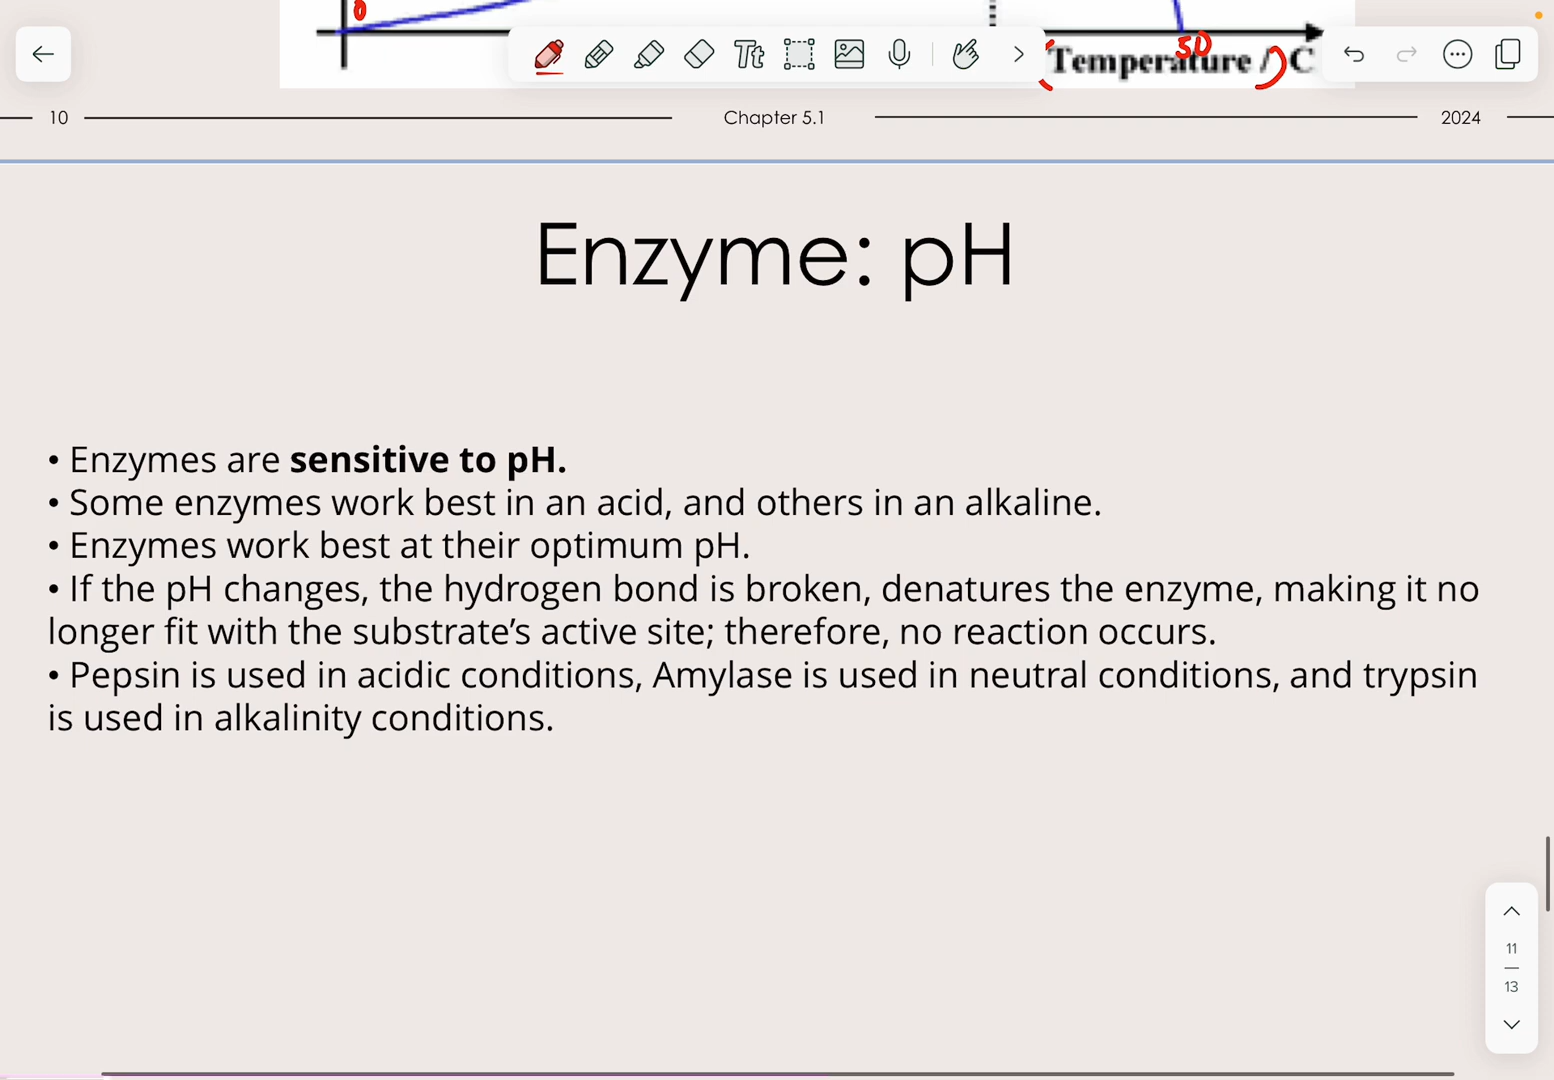 0
Tt
50
(Temperature /) C
10
Chapter 5.1
2024
Enzyme: pH
• Enzymes are sensitive to pH.
• Some enzymes work best in an acid, and others in an alkaline.
• Enzymes work best at their optimum pH.
• If the pH changes, the hydrogen bond is broken, denatures the enzyme, making it no
longer fit with the substrate’s active site; therefore, no reaction occurs.
• Pepsin is used in acidic conditions, Amylase is used in neutral conditions, and trypsin
is used in alkalinity conditions.
11
13